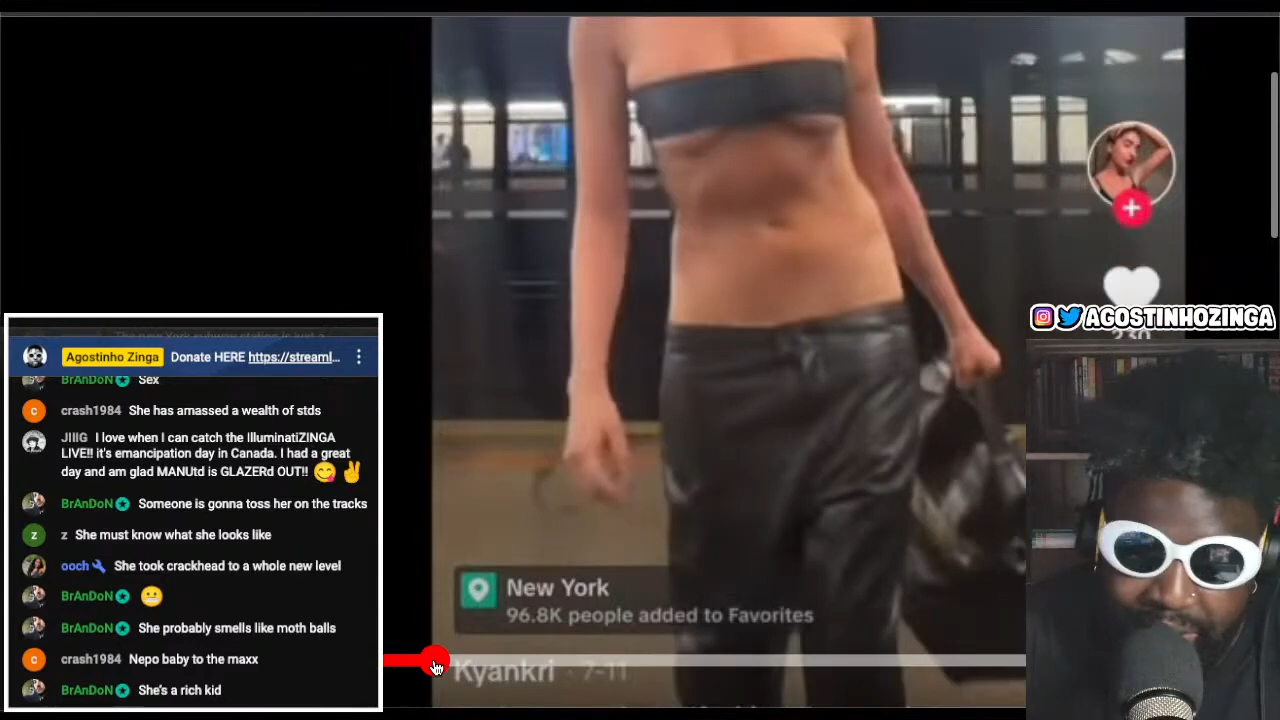 AGOSTINHOZINGA
Agostinho Zinga Donate HERE https://streaml...
BrAnDoN Sex
crash1984 She has amassed a wealth of stds
JIIIG I love when I can catch the IlluminatiZINGA
LIVE!! it's emancipation day in Canada. I had a great
day and am glad MANUtd is GLAZERd OUT!! 😋✌️
BrAnDoN Someone is gonna toss her on the tracks
z z She must know what she looks like
ooch She took crackhead to a whole new level
BrAnDoN 😬
BrAnDoN She probably smells like moth balls
c crash1984 Nepo baby to the maxx
BrAnDoN She's a rich kid
New York
96.8K people added to Favorites
Kyankri · 7-11